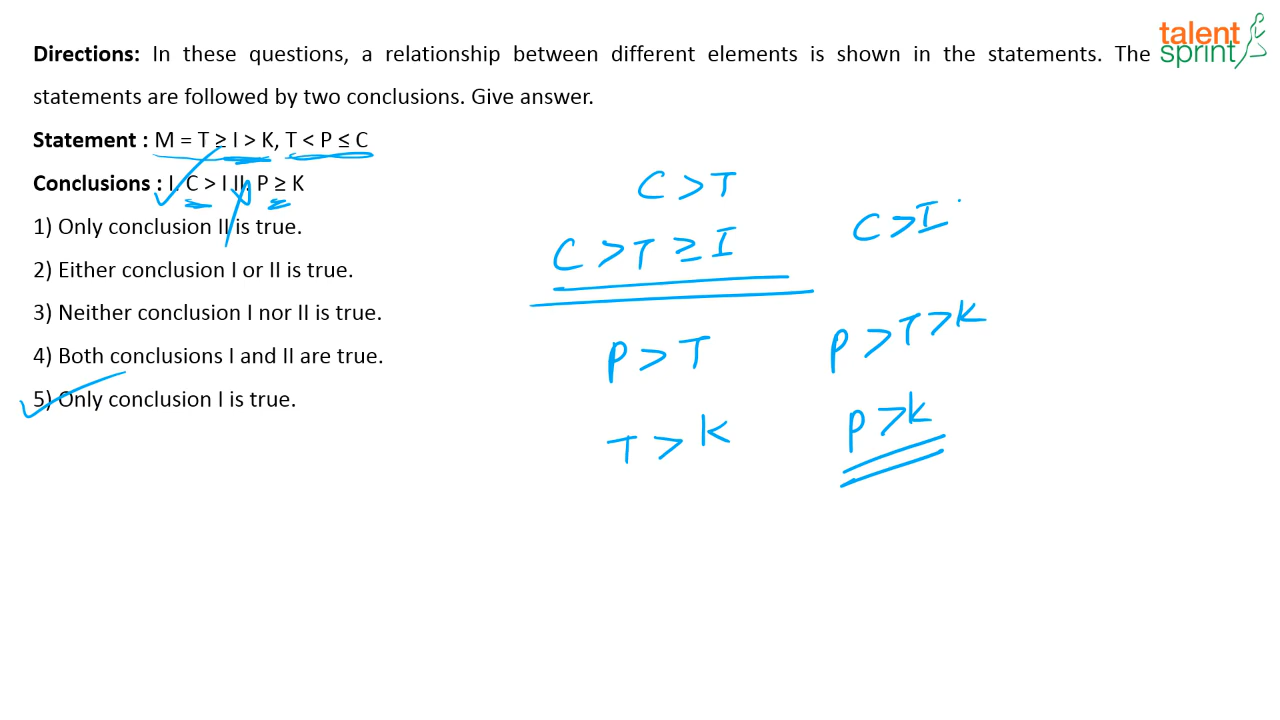 talent
sprint
Directions: In these questions, a relationship between different elements is shown in the statements. The
statements are followed by two conclusions. Give answer.
Statement : M = T ≥ I > K, T < P ≤ C
Conclusions : I. C > I II. P ≥ K
1) Only conclusion II is true.
2) Either conclusion I or II is true.
3) Neither conclusion I nor II is true.
4) Both conclusions I and II are true.
5) Only conclusion I is true.
C > T
C > T ≥ I
C > I
P > T
T > K
P > T > K
P > K